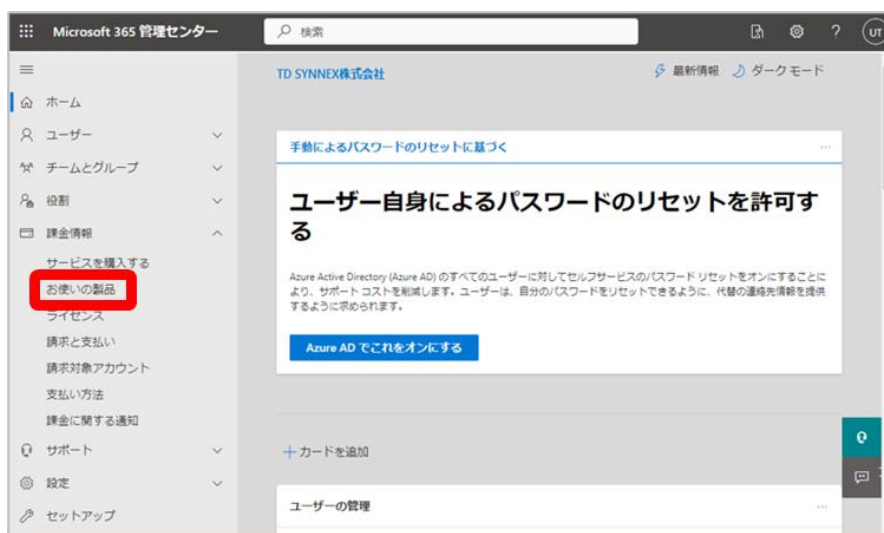 Microsoft 365 管理センター
検索
UT
TD SYNNEX株式会社
最新情報
ダーク モード
ホーム
ユーザー
チームとグループ
役割
課金情報
サービスを購入する
お使いの製品
ライセンス
請求と支払い
請求対象アカウント
支払い方法
課金に関する通知
サポート
設定
セットアップ
手動によるパスワードのリセットに基づく
ユーザー自身によるパスワードのリセットを許可す
る
Azure Active Directory (Azure AD) のすべてのユーザーに対してセルフサービスのパスワード リセットをオンにすることに
より、サポート コストを削減します。ユーザーは、自分のパスワードをリセットできるように、代替の連絡先情報を提供
するように求められます。
Azure AD でこれをオンにする
カードを追加
ユーザーの管理